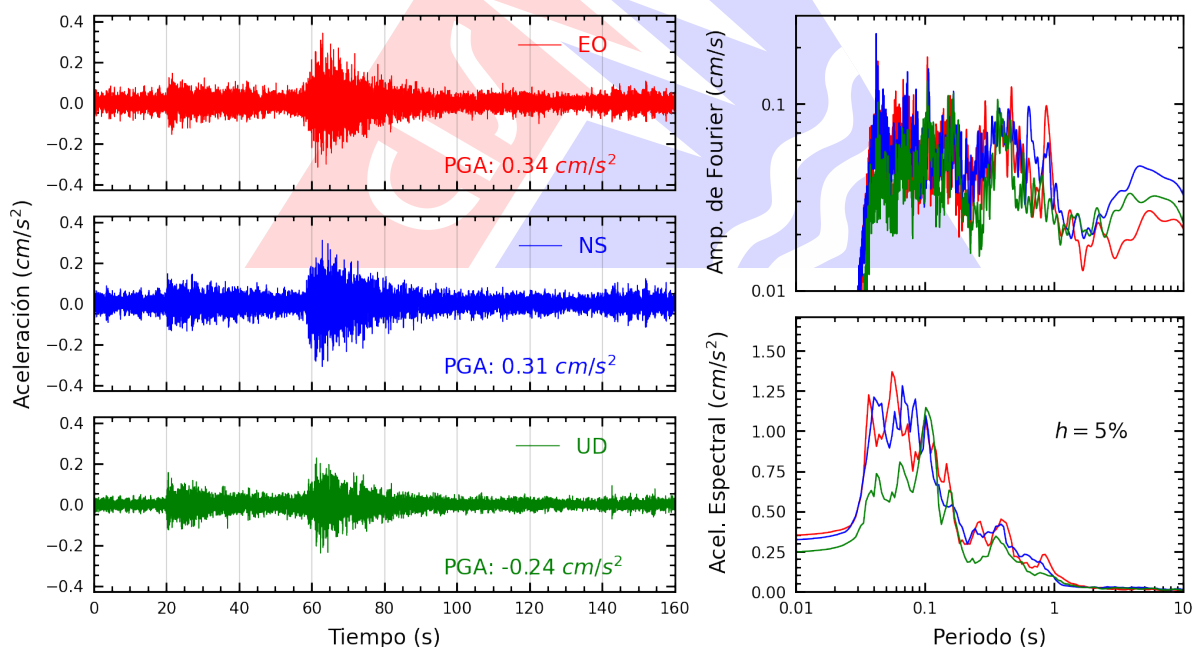 Aceleración (cm/s²)
0.4
0.2
0.0
−0.2
−0.4
EO
PGA: 0.34 cm/s²
0.4
0.2
0.0
−0.2
−0.4
NS
PGA: 0.31 cm/s²
0.4
0.2
0.0
−0.2
−0.4
UD
PGA: -0.24 cm/s²
0 20 40 60 80 100 120 140 160
Tiempo (s)
Amp. de Fourier (cm/s)
0.1
0.01
Acel. Espectral (cm/s²)
1.50
1.25
1.00
0.75
0.50
0.25
0.00
h = 5%
0.01 0.1 1 10
Periodo (s)